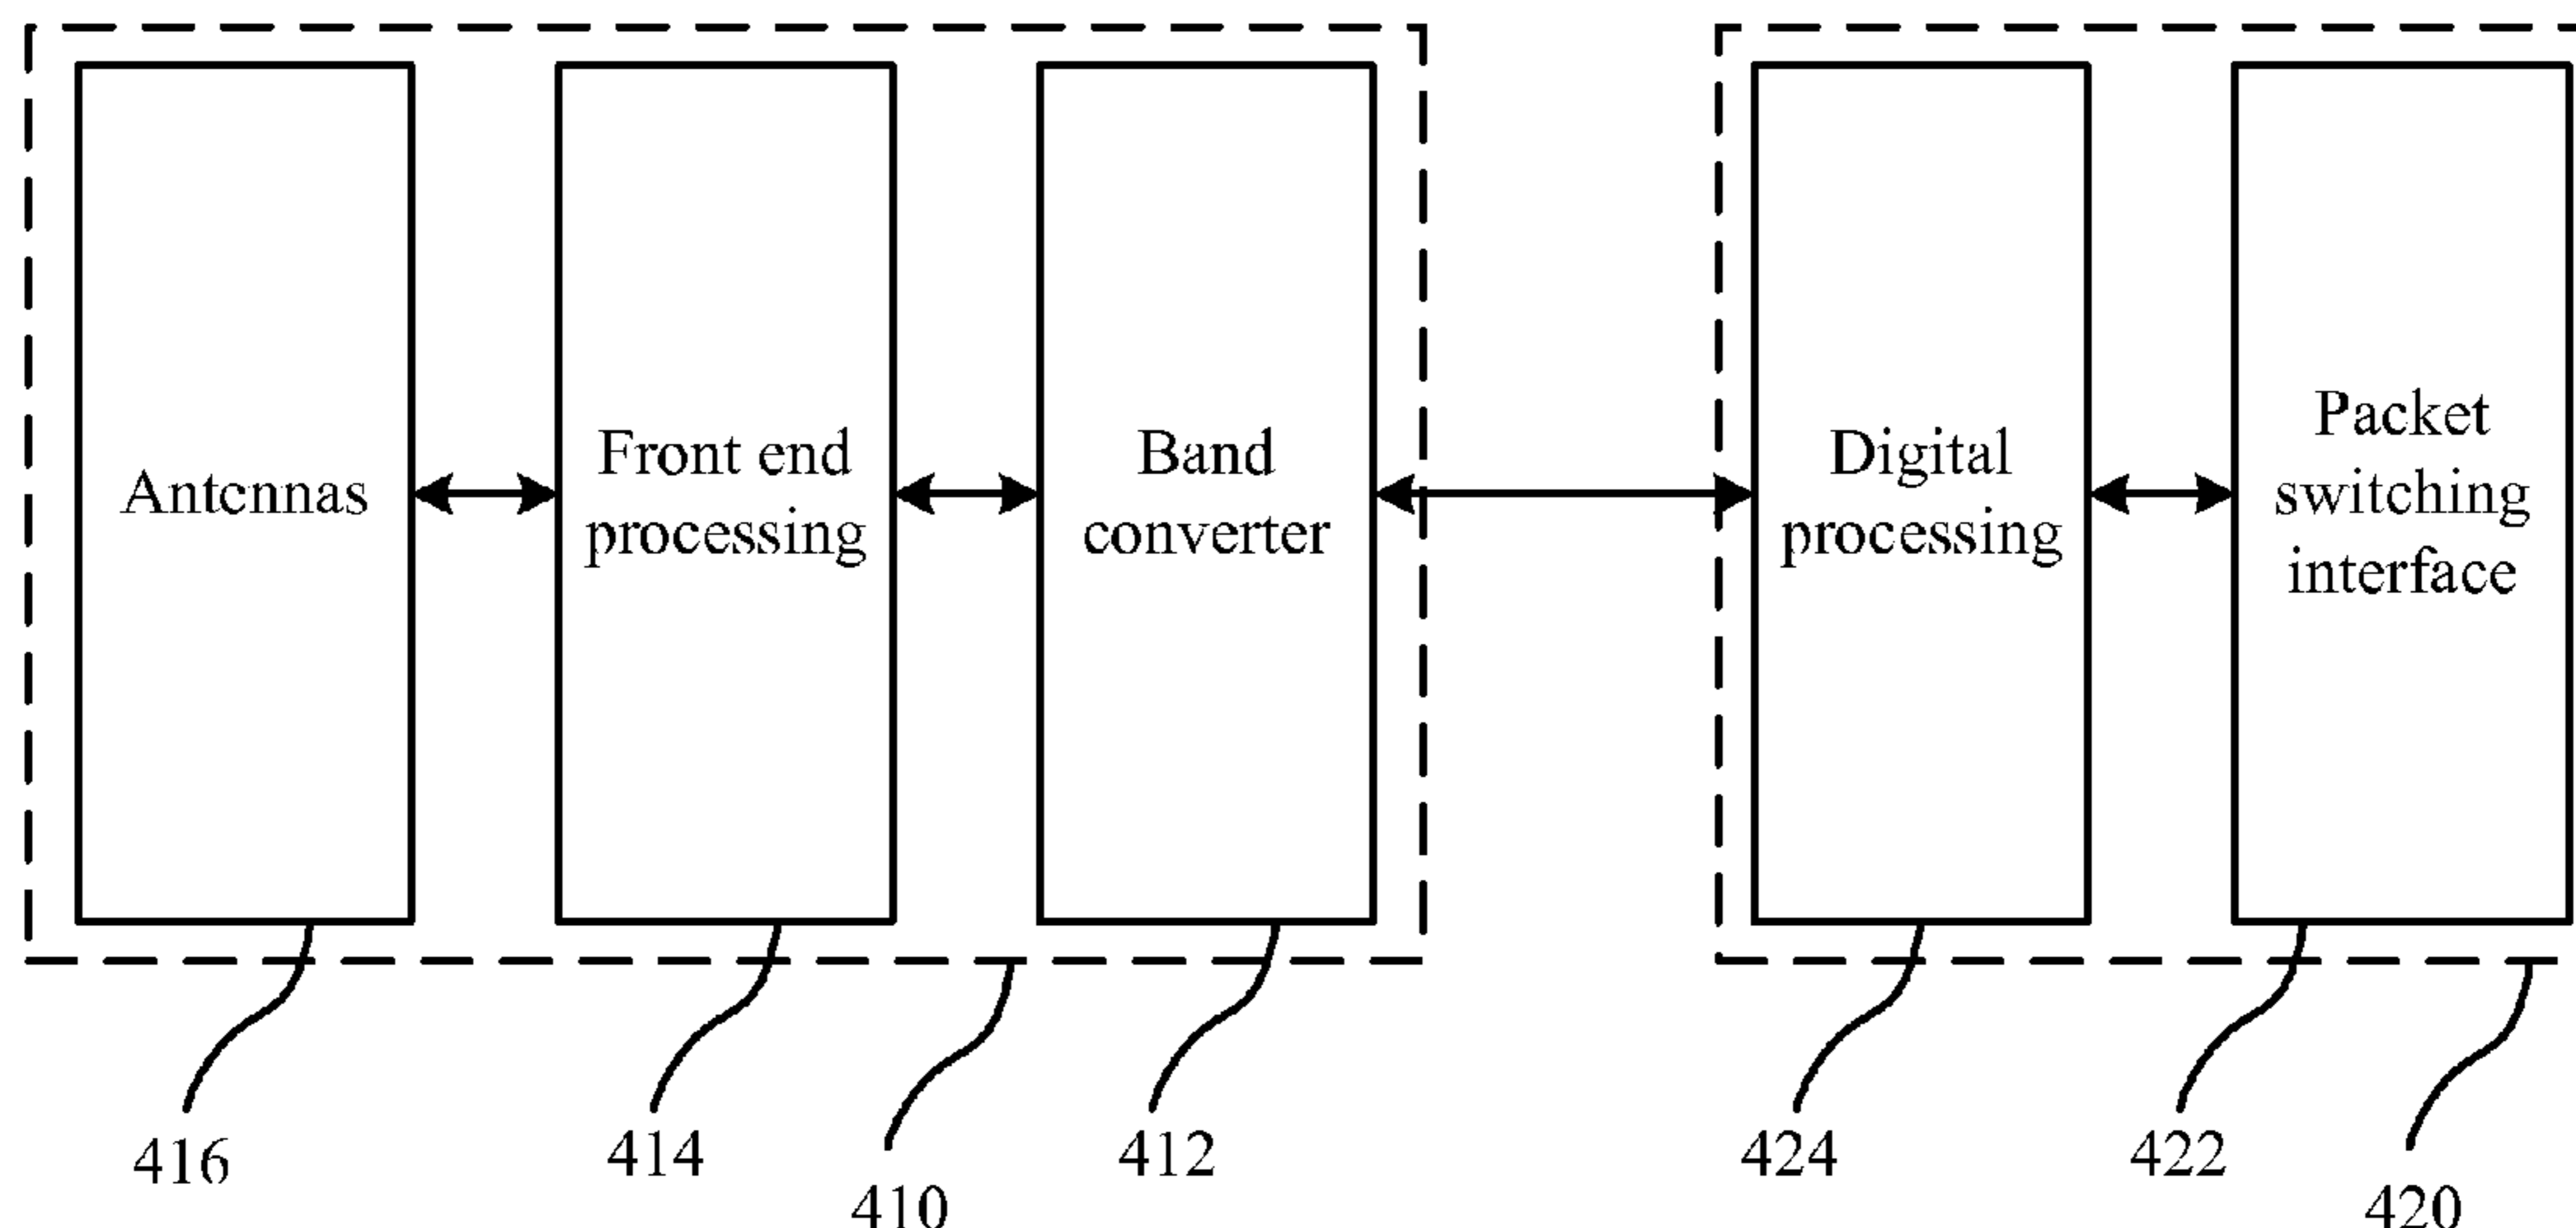 Antennas
Front end
processing
Band
converter
Digital
processing
Packet
switching
interface
416
414
410
412
424
422
420